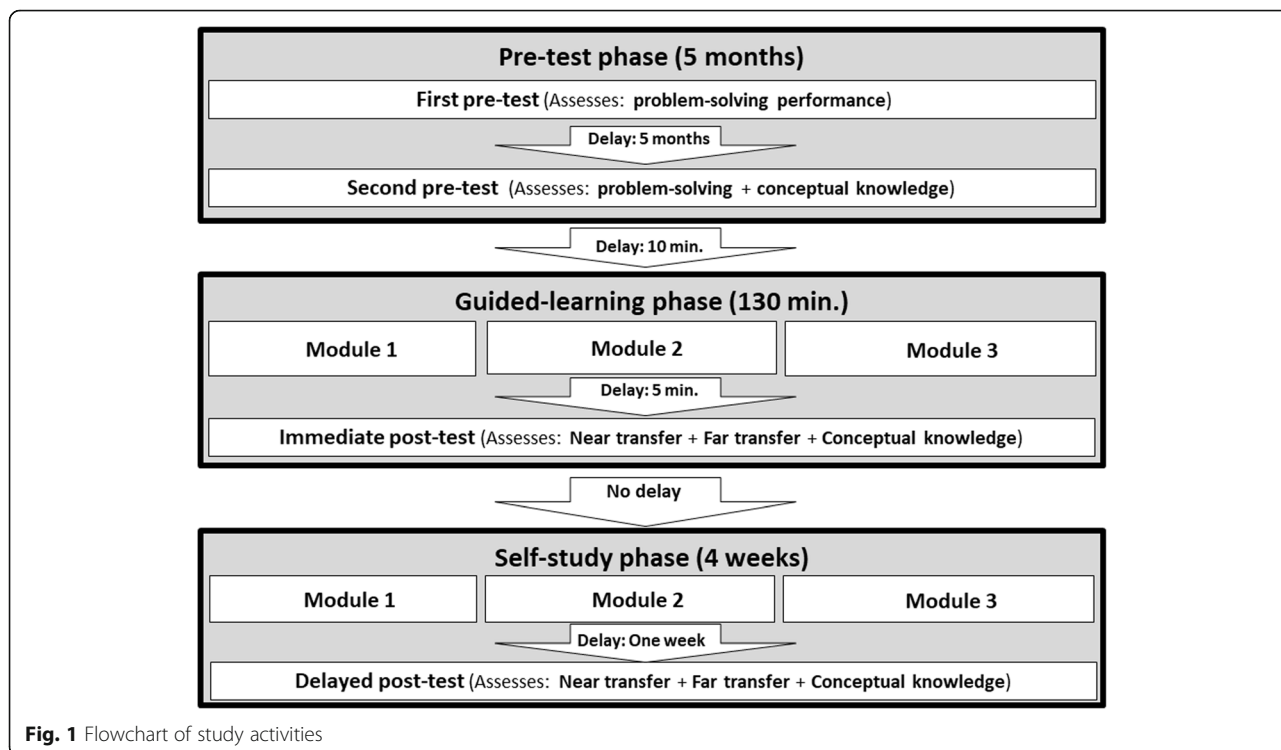 Pre-test phase (5 months)
First pre-test (Assesses: problem-solving performance)
Delay: 5 months
Second pre-test (Assesses: problem-solving + conceptual knowledge)
Delay: 10 min.
Guided-learning phase (130 min.)
Module 1 Module 2 Module 3
Delay: 5 min.
Immediate post-test (Assesses: Near transfer + Far transfer + Conceptual knowledge)
No delay
Self-study phase (4 weeks)
Module 1 Module 2 Module 3
Delay: One week
Delayed post-test (Assesses: Near transfer + Far transfer + Conceptual knowledge)
Fig. 1 Flowchart of study activities